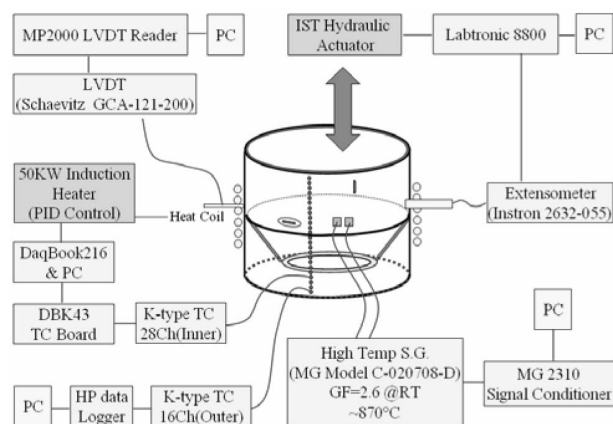 MP2000 LVDT Reader
PC
IST Hydraulic
Actuator
Labtronic 8800
PC
LVDT
(Schaevitz GCA-121-200)
50KW Induction
Heater
(PID Control)
Heat Coil
Extensometer
(Instron 2632-055)
DaqBook216
& PC
DBK43
TC Board
K-type TC
28Ch(Inner)
PC
High Temp S.G.
(MG Model C-020708-D)
GF=2.6 @RT
~870°C
MG 2310
Signal Conditioner
PC
HP data
Logger
K-type TC
16Ch(Outer)